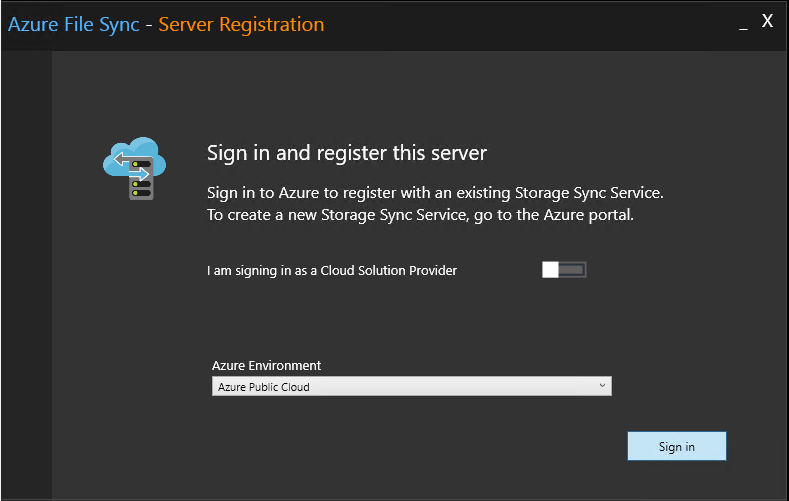 Azure File Sync - Server Registration
_ X
Sign in and register this server
Sign in to Azure to register with an existing Storage Sync Service.
To create a new Storage Sync Service, go to the Azure portal.
I am signing in as a Cloud Solution Provider
Azure Environment
Azure Public Cloud
Sign in